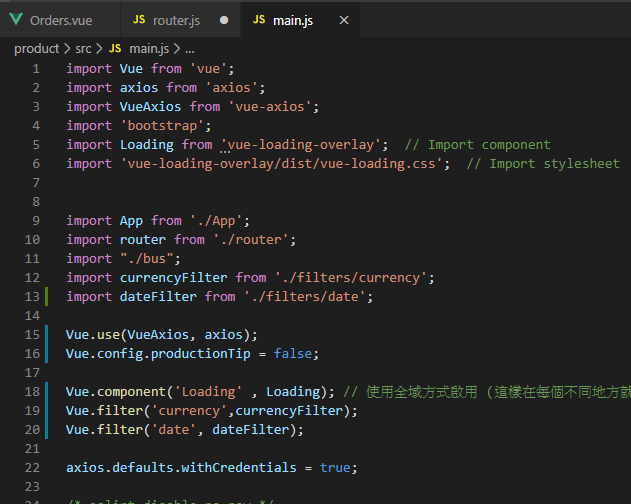 Orders.vue JS router.js JS main.js
product > src > JS main.js > ...
1 import Vue from 'vue';
2 import axios from 'axios';
3 import VueAxios from 'vue-axios';
4 import 'bootstrap';
5 import Loading from 'vue-loading-overlay'; // Import component
6 import 'vue-loading-overlay/dist/vue-loading.css'; // Import stylesheet
7
8
9 import App from './App';
10 import router from './router';
11 import "./bus";
12 import currencyFilter from './filters/currency';
13 import dateFilter from './filters/date';
14
15 Vue.use(VueAxios, axios);
16 Vue.config.productionTip = false;
17
18 Vue.component('Loading' , Loading); // 使用全域方式啟用 (這樣在每個不同地方就
19 Vue.filter('currency',currencyFilter);
20 Vue.filter('date', dateFilter);
21
22 axios.defaults.withCredentials = true;
23